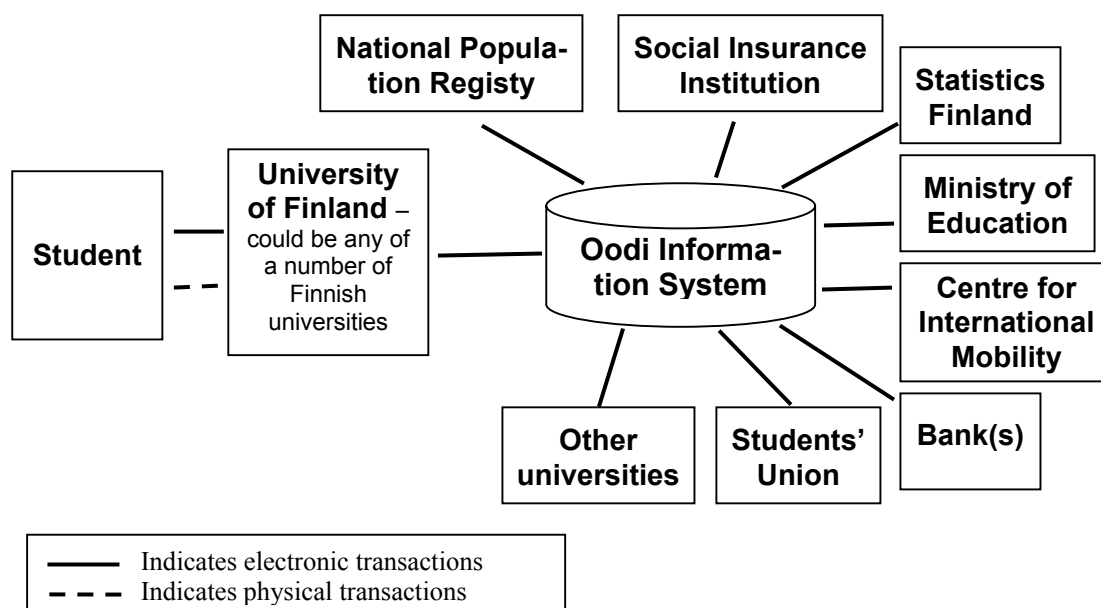 National Popula-
tion Registy
Social Insurance
Institution
Statistics
Finland
Student
University
of Finland –
could be any of
a number of
Finnish
universities
Oodi Informa-
tion System
Ministry of
Education
Centre for
International
Mobility
Other
universities
Students’
Union
Bank(s)
Indicates electronic transactions
Indicates physical transactions